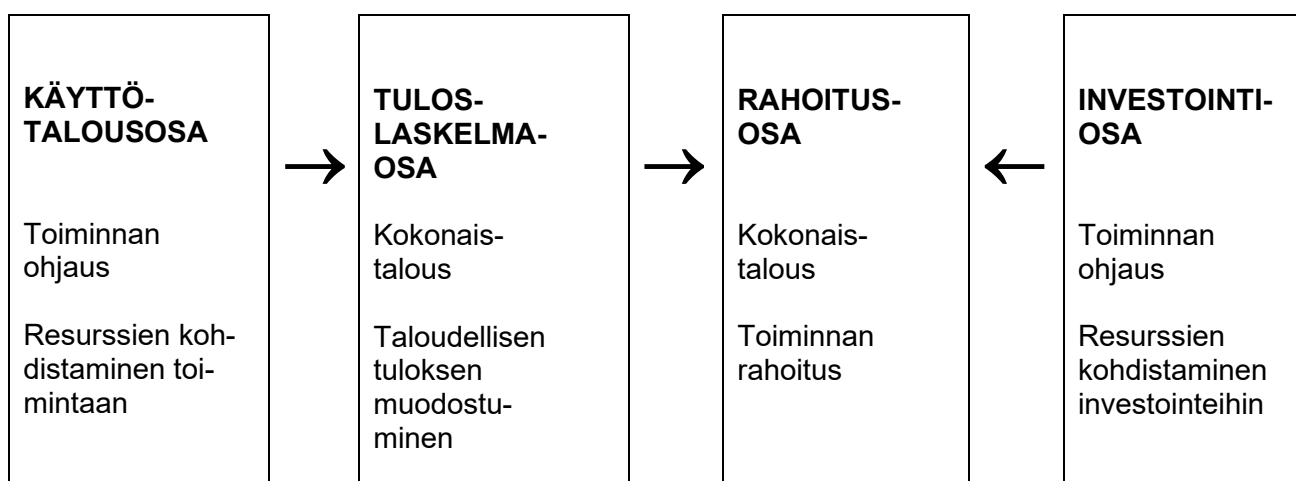 KÄYTTÖ-
TALOUSOSA
Toiminnan
ohjaus
Resurssien koh-
distaminen toi-
mintaan
→
TULOS-
LASKELMA-
OSA
Kokonais-
talous
Taloudellisen
tuloksen
muodostu-
minen
→
RAHOITUS-
OSA
Kokonais-
talous
Toiminnan
rahoitus
←
INVESTOINTI-
OSA
Toiminnan
ohjaus
Resurssien
kohdistaminen
investointeihin